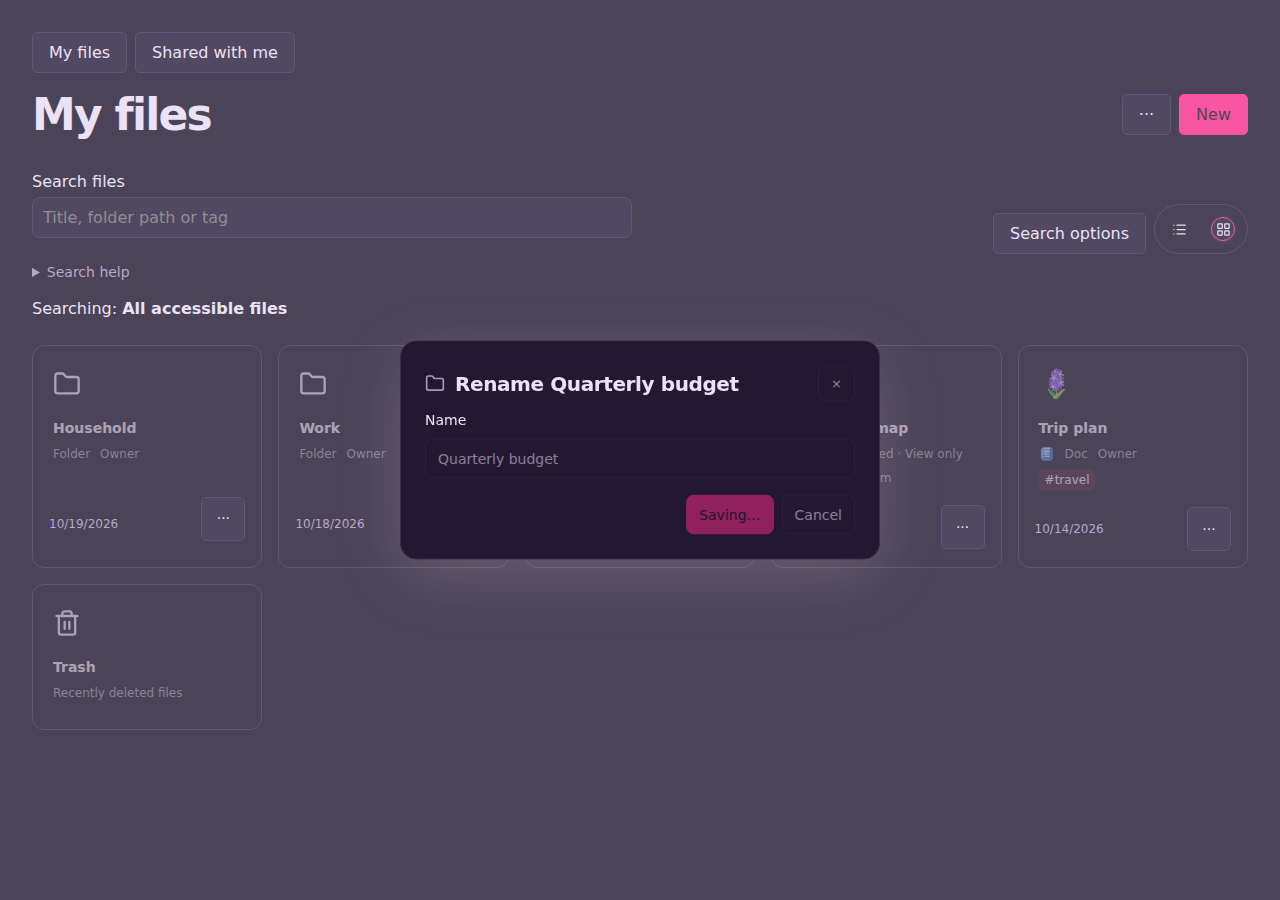 My files
Shared with me
My files
...
New
Search files
Title, folder path or tag
Search options
Search help
Searching: All accessible files
Household
Folder Owner
10/19/2026
...
Work
Folder Owner
10/18/2026
View only
...
Trip plan
Doc Owner
#travel
10/14/2026
...
Rename Quarterly budget
×
Name
Quarterly budget
Saving…
Cancel
Trash
Recently deleted files